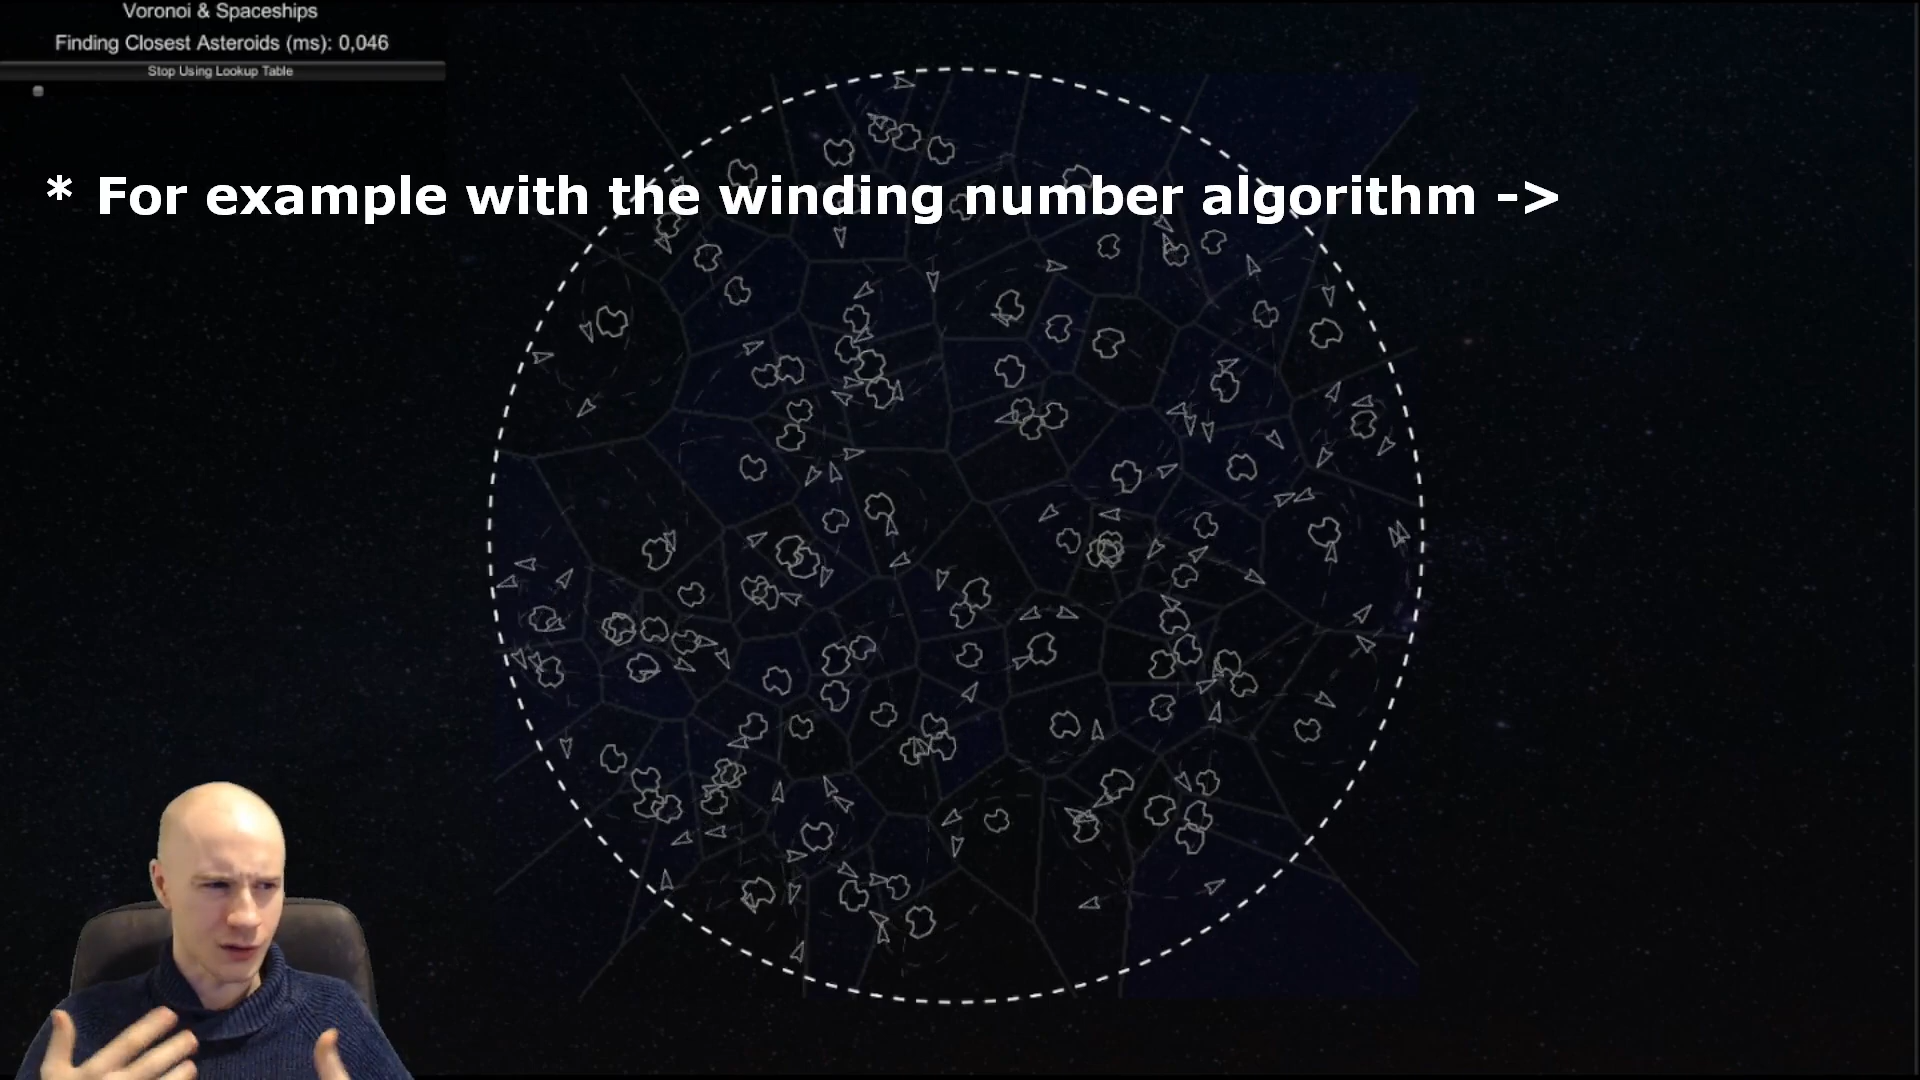 Voronoi & Spaceships
Finding Closest Asteroids (ms): 0,046
Stop Using Lookup Table
* For example with the winding number algorithm ->